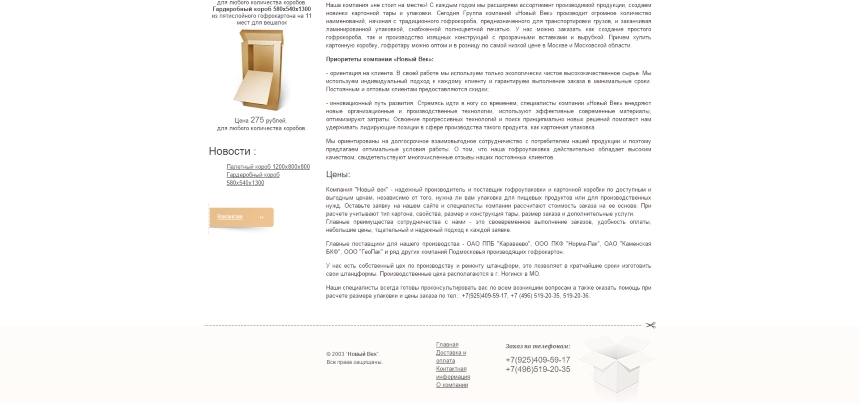 для любого количества коробов
Гардеробный короб 580х540х1300
из пятислойного гофрокартона на 11
мест для вешалок
Цена 275 рублей.
для любого количества коробов
Новости :
Палетный короб 1200х800х800
Гардеробный короб
580х540х1300
Вакансии
Наша компания «не стоит на месте»! С каждым годом мы расширяем ассортимент производимой продукции, создаем
новинки картонной тары и упаковки. Сегодня Группа компаний «Новый Век» производит огромное количество
наименований, начиная с традиционного гофрокороба, предназначенного для транспортировки грузов, и заканчивая
ламинированной упаковкой, снабженной полноцветной печатью. У нас можно заказать как создание простого
гофрокороба, так и производство изящных конструкций с прозрачными вставками и вырубкой. Причем купить
картонную коробку, гофротару можно оптом и в розницу по самой низкой цене в Москве и Московской области.
Приоритеты компании «Новый Век»:
- ориентация на клиента. В своей работе мы используем только экологически чистое высококачественное сырье. Мы
используем индивидуальный подход к каждому клиенту и гарантируем выполнение заказа в минимальные сроки.
Постоянным и оптовым клиентам предоставляются скидки;
- инновационный путь развития. Стремясь идти в ногу со временем, специалисты компании «Новый Век» внедряют
новые организационные и производственные технологии, используют эффективные современные материалы,
оптимизируют затраты. Освоение прогрессивных технологий и поиск принципиально новых решений помогают нам
удерживать лидирующие позиции в сфере производства такого продукта, как картонная упаковка.
Мы ориентированы на долгосрочное взаимовыгодное сотрудничество с потребителем нашей продукции и поэтому
предлагаем оптимальные условия работы. О том, что наша гофроупаковка действительно обладает высоким
качеством, свидетельствуют многочисленные отзывы наших постоянных клиентов.
Цены:
Компания "Новый век" - надежный производитель и поставщик гофроупаковки и картонной коробки по доступным и
выгодным ценам, независимо от того, нужна ли вам упаковка для пищевых продуктов или для производственных
нужд. Оставьте заявку на нашем сайте и специалисты компании рассчитают стоимость заказа на ее основе. При
расчете учитывают тип картона, свойства, размер и конструкция тары, размер заказа и дополнительные услуги.
Главные преимущества сотрудничества с нами - это своевременное выполнение заказов, удобность оплаты,
небольшие цены, тщательный и надежный подход к каждой заявке.
Главные поставщики для нашего производства - ОАО ППБ "Караваево", ООО ПКФ "Норма-Пак", ОАО "Каменская
БКФ", ООО "ГеоПак" и ряд других компаний Подмосковья производящих гофрокартон.
У нас есть собственный цех по производству и ремонту штанцформ, это позволяет в кратчайшие сроки изготовить
свои штанцформы. Производственные цеха располагаются в г. Ногинск в МО.
Наши специалисты всегда готовы проконсультировать вас по всем возникшим вопросам а также оказать помощь при
расчете размера упаковки и цены заказа по тел.: +7(925)409-59-17, +7 (496) 519-20-35, 519-20-36.
© 2003 "Новый Век".
Все права защищены.
Главная
Доставка и
оплата
Контактная
информация
О компании
Заказ по телефонам:
+7(925)409-59-17
+7(496)519-20-35